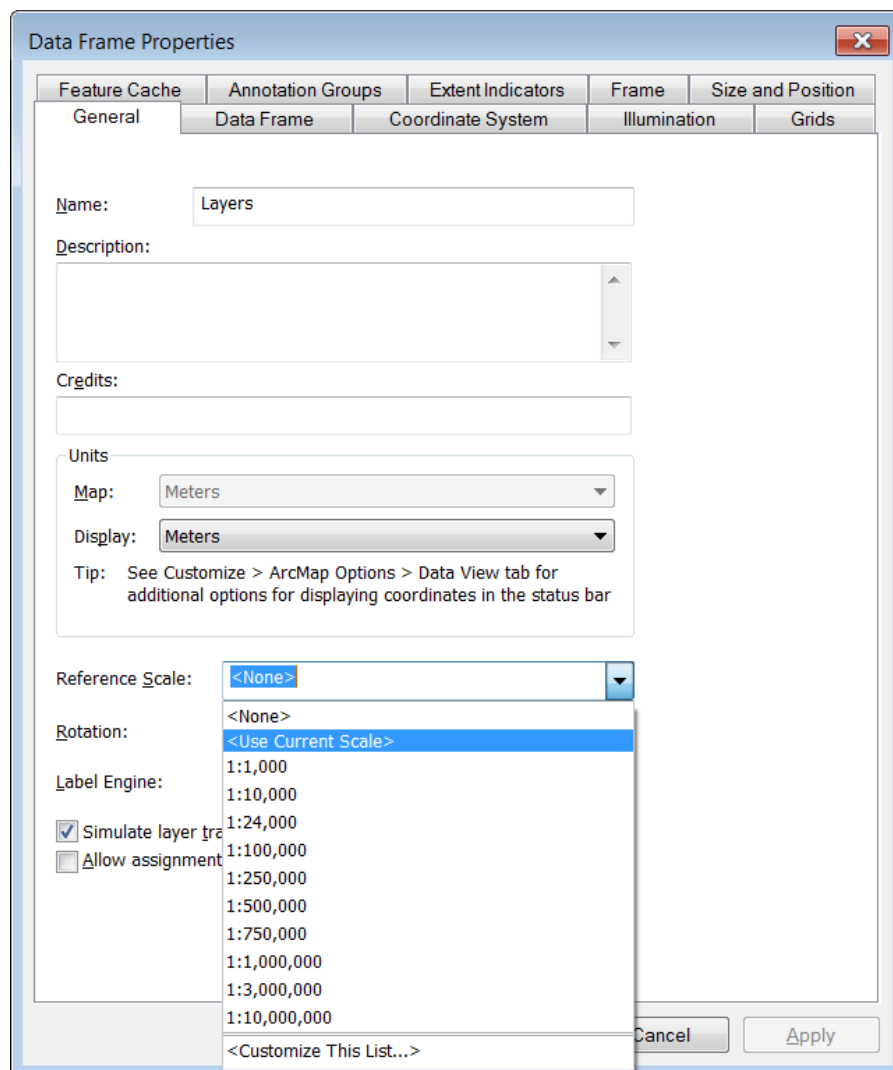 Data Frame Properties
Feature Cache Annotation Groups Extent Indicators Frame Size and Position
General Data Frame Coordinate System Illumination Grids
Name: Layers
Description:
Credits:
Units
Map: Meters
Display: Meters
Tip: See Customize > ArcMap Options > Data View tab for
additional options for displaying coordinates in the status bar
Reference Scale: <None>
<None>
Rotation:
<Use Current Scale>
1:1,000
Label Engine:
1:10,000
1:24,000
Simulate layer tra
1:100,000
Allow assignment
1:250,000
1:500,000
1:750,000
1:1,000,000
1:3,000,000
1:10,000,000
<Customize This List...>
Cancel Apply